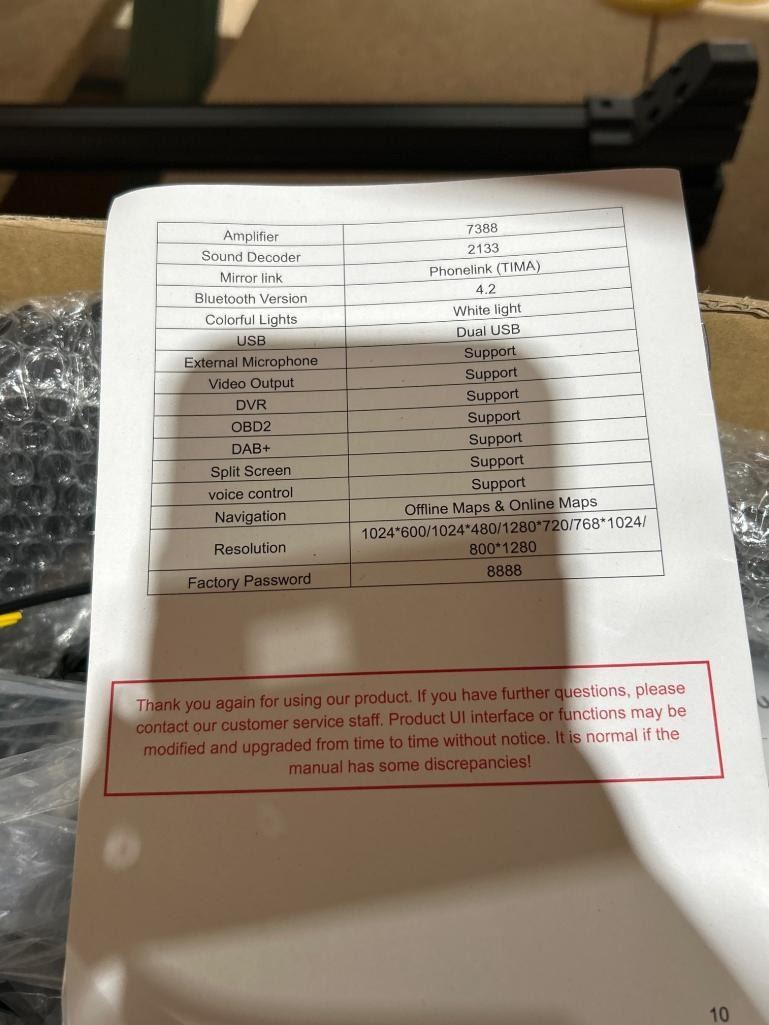 Amplifier 7388
Sound Decoder 2133
Mirror link Phonelink (TIMA)
Bluetooth Version 4.2
Colorful Lights White light
USB Dual USB
External Microphone Support
Video Output Support
DVR Support
OBD2 Support
DAB+ Support
Split Screen Support
voice control Support
Navigation Offline Maps & Online Maps
Resolution 1024*600/1024*480/1280*720/768*1024/
800*1280
Factory Password 8888
Thank you again for using our product. If you have further questions, please
contact our customer service staff. Product UI interface or functions may be
modified and upgraded from time to time without notice. It is normal if the
manual has some discrepancies!
10